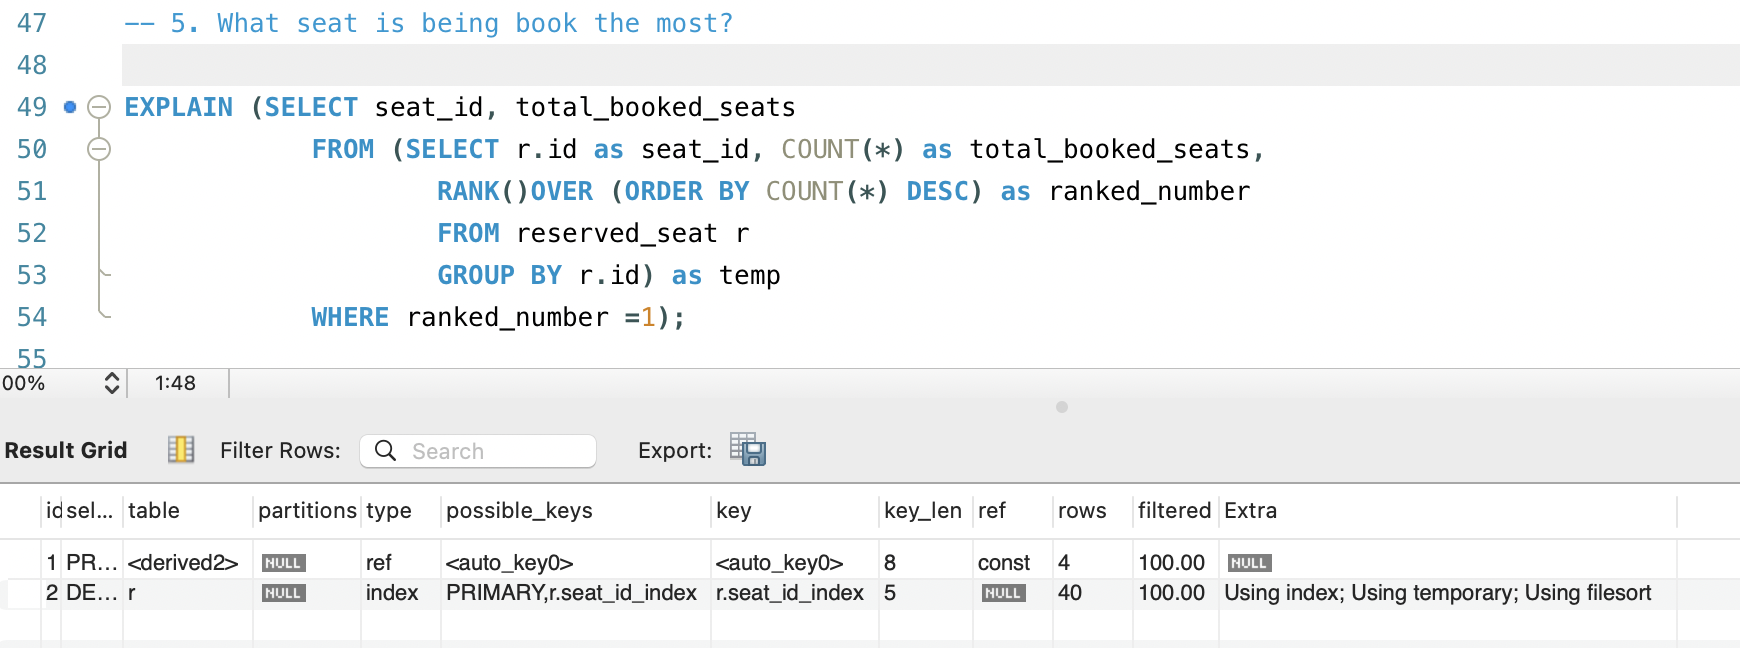 47 -- 5. What seat is being book the most?
48
49 EXPLAIN (SELECT seat_id, total_booked_seats
50 FROM (SELECT r.id as seat_id, COUNT(*) as total_booked_seats,
51 RANK()OVER (ORDER BY COUNT(*) DESC) as ranked_number
52 FROM reserved_seat r
53 GROUP BY r.id) as temp
54 WHERE ranked_number =1);
55
00% 1:48
Result Grid Filter Rows: Search Export:
id sel... table partitions type possible_keys key key_len ref rows filtered Extra
1 PR... <derived2> NULL ref <auto_key0> <auto_key0> 8 const 4 100.00 NULL
2 DE... r NULL index PRIMARY,r.seat_id_index r.seat_id_index 5 NULL 40 100.00 Using index; Using temporary; Using filesort